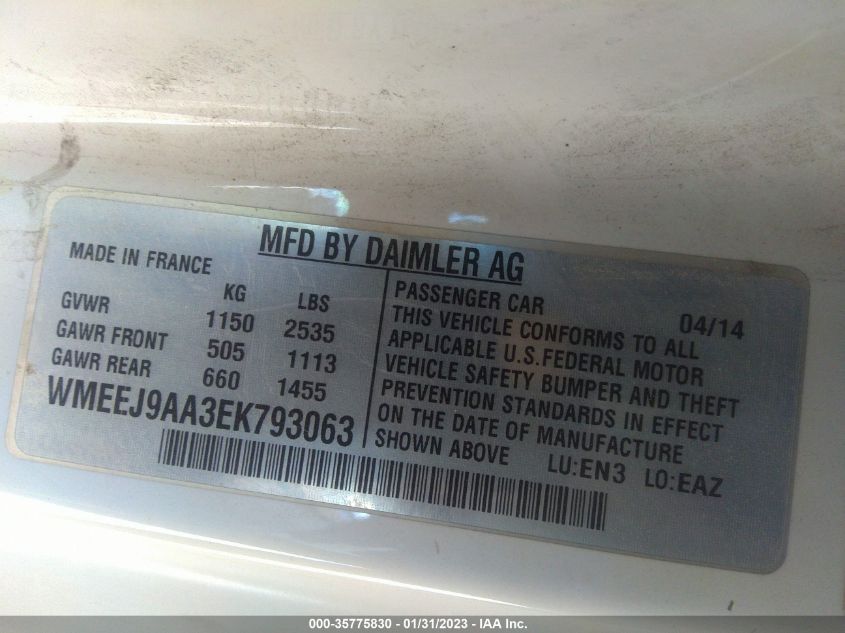 MFD BY DAIMLER AG
MADE IN FRANCE
KG LBS
GVWR 1150 2535
GAWR FRONT 505 1113
GAWR REAR 660 1455
WMEEJ9AA3EK793063
PASSENGER CAR 04/14
THIS VEHICLE CONFORMS TO ALL
APPLICABLE U.S.FEDERAL MOTOR
VEHICLE SAFETY BUMPER AND THEFT
PREVENTION STANDARDS IN EFFECT
ON THE DATE OF MANUFACTURE
SHOWN ABOVE LU:EN3 LO:EAZ
000-35775830 - 01/31/2023 - IAA Inc.